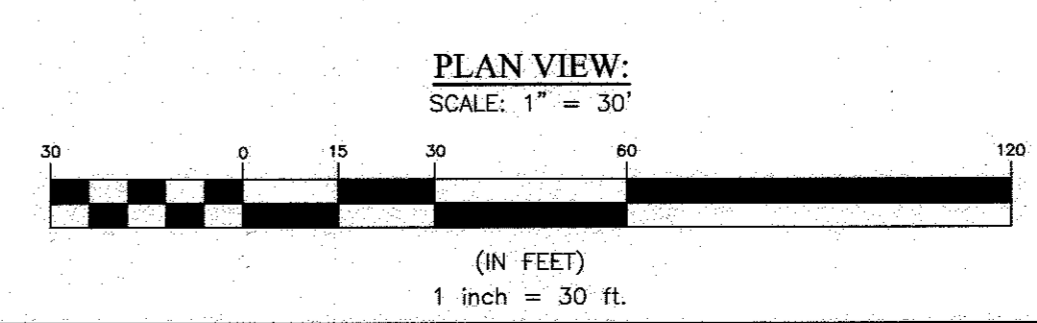 PLAN VIEW:
SCALE: 1" = 30'
30 0 15 30 60 120
(IN FEET)
1 inch = 30 ft.